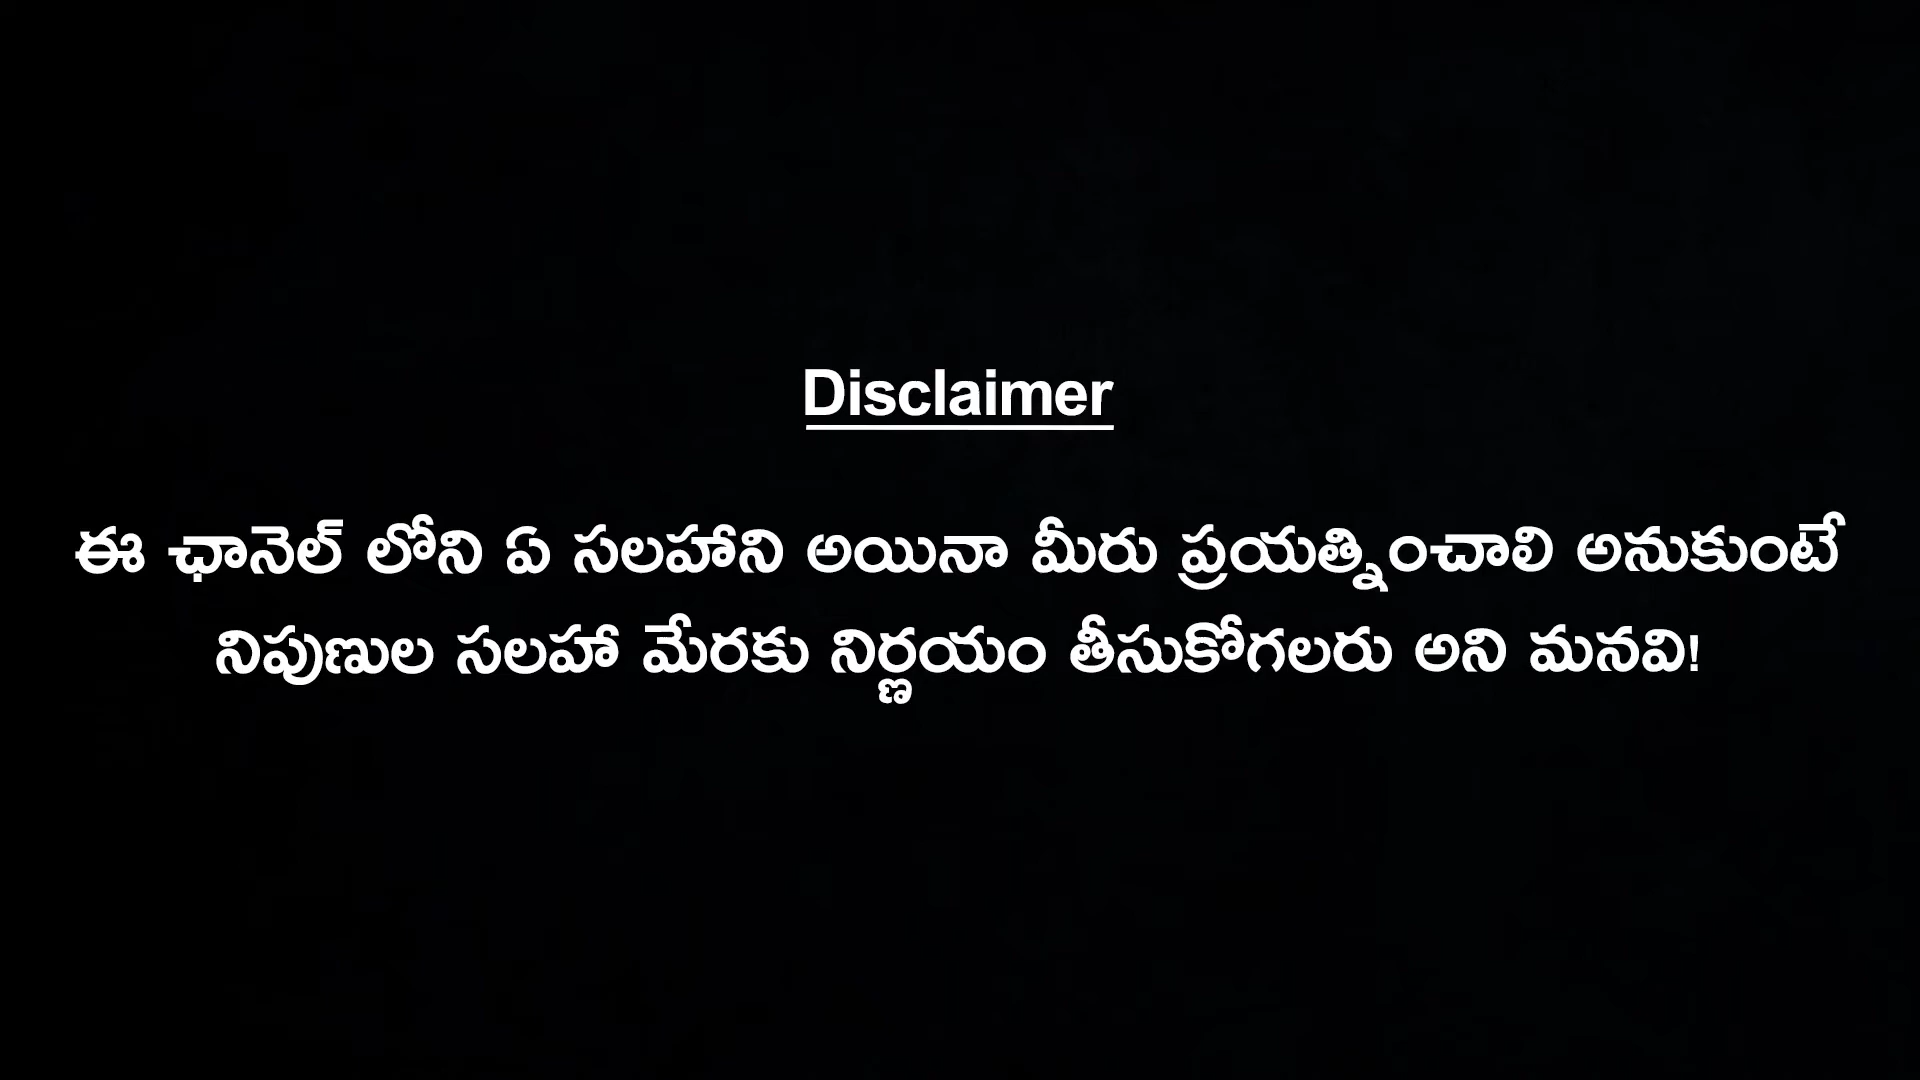 Disclaimer
ఈ ఛానెల్ లోని ఏ సలహాని అయినా మీరు ప్రయత్నించాలి అనుకుంటే
నిపుణుల సలహా మేరకు నిర్ణయం తీసుకోగలరు అని మనవి!